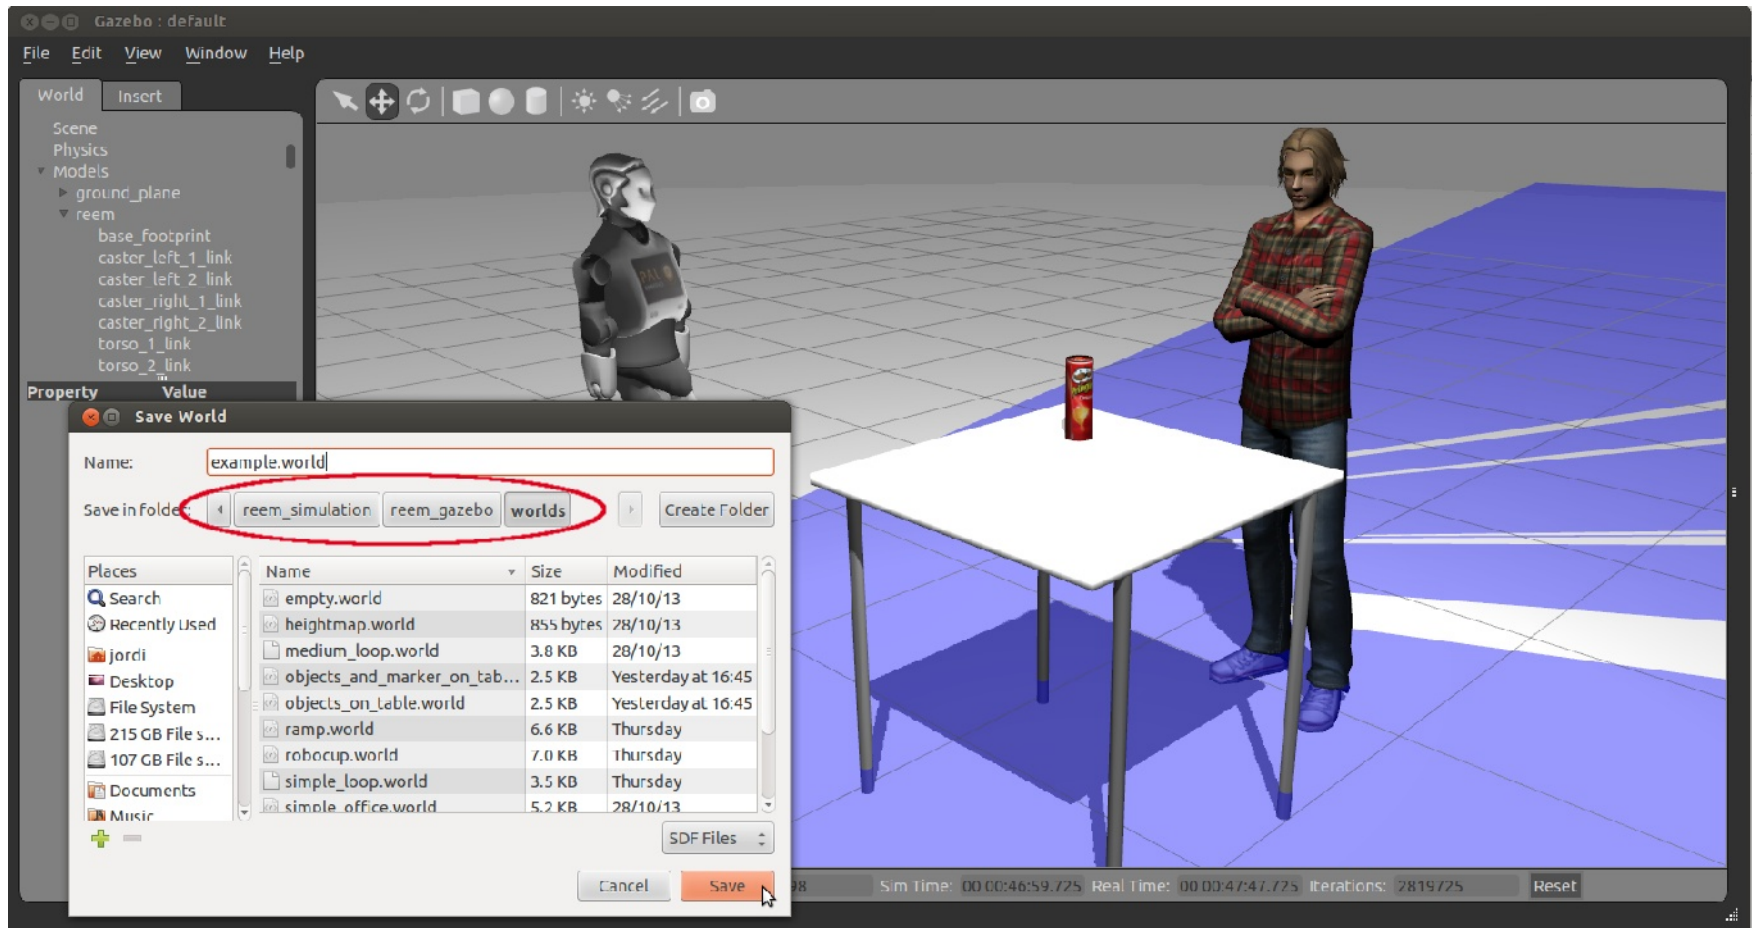 Gazebo : default
File Edit View Window Help
World Insert
Scene
Physics
Models
ground_plane
reem
base_footprint
caster_left_1_link
caster_left_2_link
caster_right_1_link
caster_right_2_link
torso_1_link
torso_2_link
Property Value
PAL
Save World
Name: example.world
Save in folder: reem_simulation reem_gazebo worlds Create Folder
Places Name Size Modified
Search empty.world 821 bytes 28/10/13
Recently Used heightmap.world 855 bytes 28/10/13
jordi medium_loop.world 3.8 KB 28/10/13
Desktop objects_and_marker_on_tab... 2.5 KB Yesterday at 16:45
File System objects_on_table.world 2.5 KB Yesterday at 16:45
215 GB File s... ramp.world 6.6 KB Thursday
107 GB File s... robocup.world 7.0 KB Thursday
Documents simple_loop.world 3.5 KB Thursday
Music simple_office.world 5.2 KB 28/10/13
SDF Files
Cancel Save
98 Sim Time: 00 00:46:59.725 Real Time: 00 00:47:47.725 Iterations: 2819725 Reset